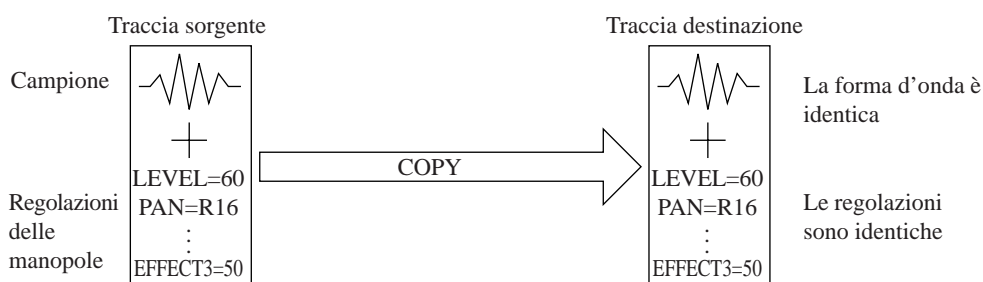 Traccia sorgente
Traccia destinazione
Campione
La forma d'onda è
identica
COPY
Regolazioni
delle
manopole
LEVEL=60
PAN=R16
EFFECT3=50
LEVEL=60
PAN=R16
EFFECT3=50
Le regolazioni
sono identiche